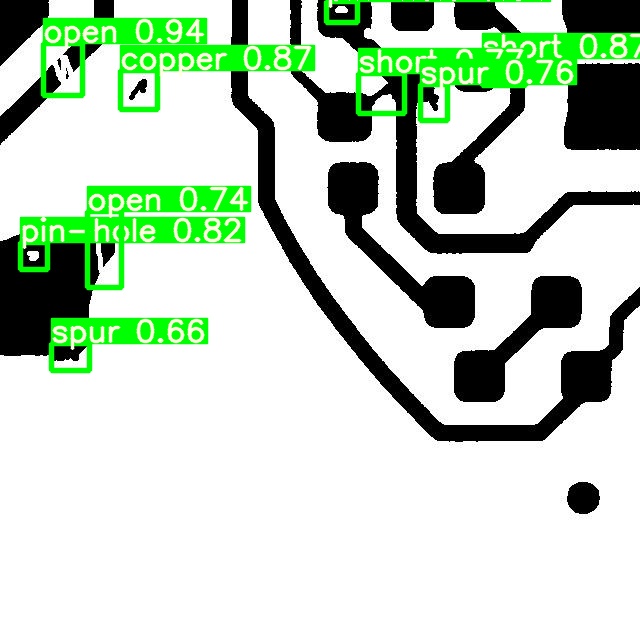 open 0.94
copper 0.87
short 0.87
short
spur 0.76
open 0.74
pin-hole 0.82
spur 0.66